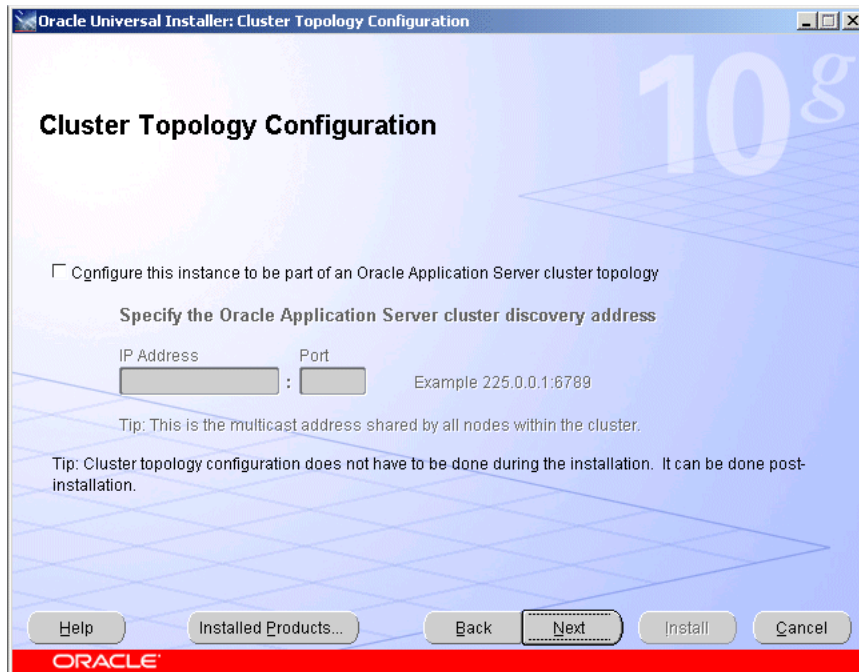 Oracle Universal Installer: Cluster Topology Configuration
10g
Cluster Topology Configuration
Configure this instance to be part of an Oracle Application Server cluster topology
Specify the Oracle Application Server cluster discovery address
IP Address Port
: Example 225.0.0.1:6789
Tip: This is the multicast address shared by all nodes within the cluster.
Tip: Cluster topology configuration does not have to be done during the installation. It can be done post-
installation.
Help Installed Products... Back Next Install Cancel
ORACLE